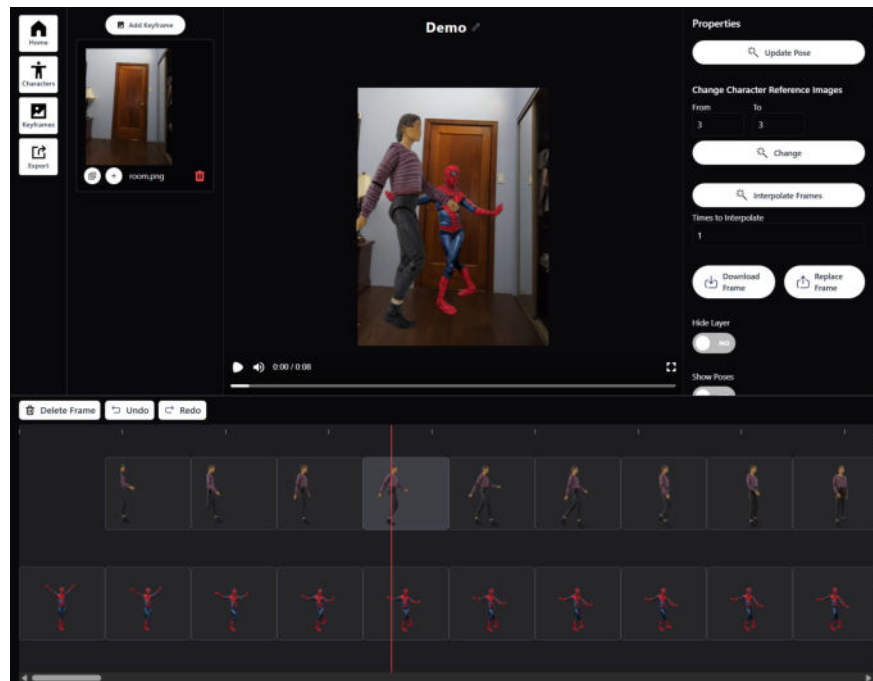 Home
Characters
Keyframes
Export
Add Keyframe
room.png
Demo
0:00 / 0:08
Properties
Update Pose
Change Character Reference Images
From To
3 3
Change
Interpolate Frames
Times to Interpolate
1
Download
Frame
Replace
Frame
Hide Layer
NO
Show Poses
Delete Frame Undo Redo